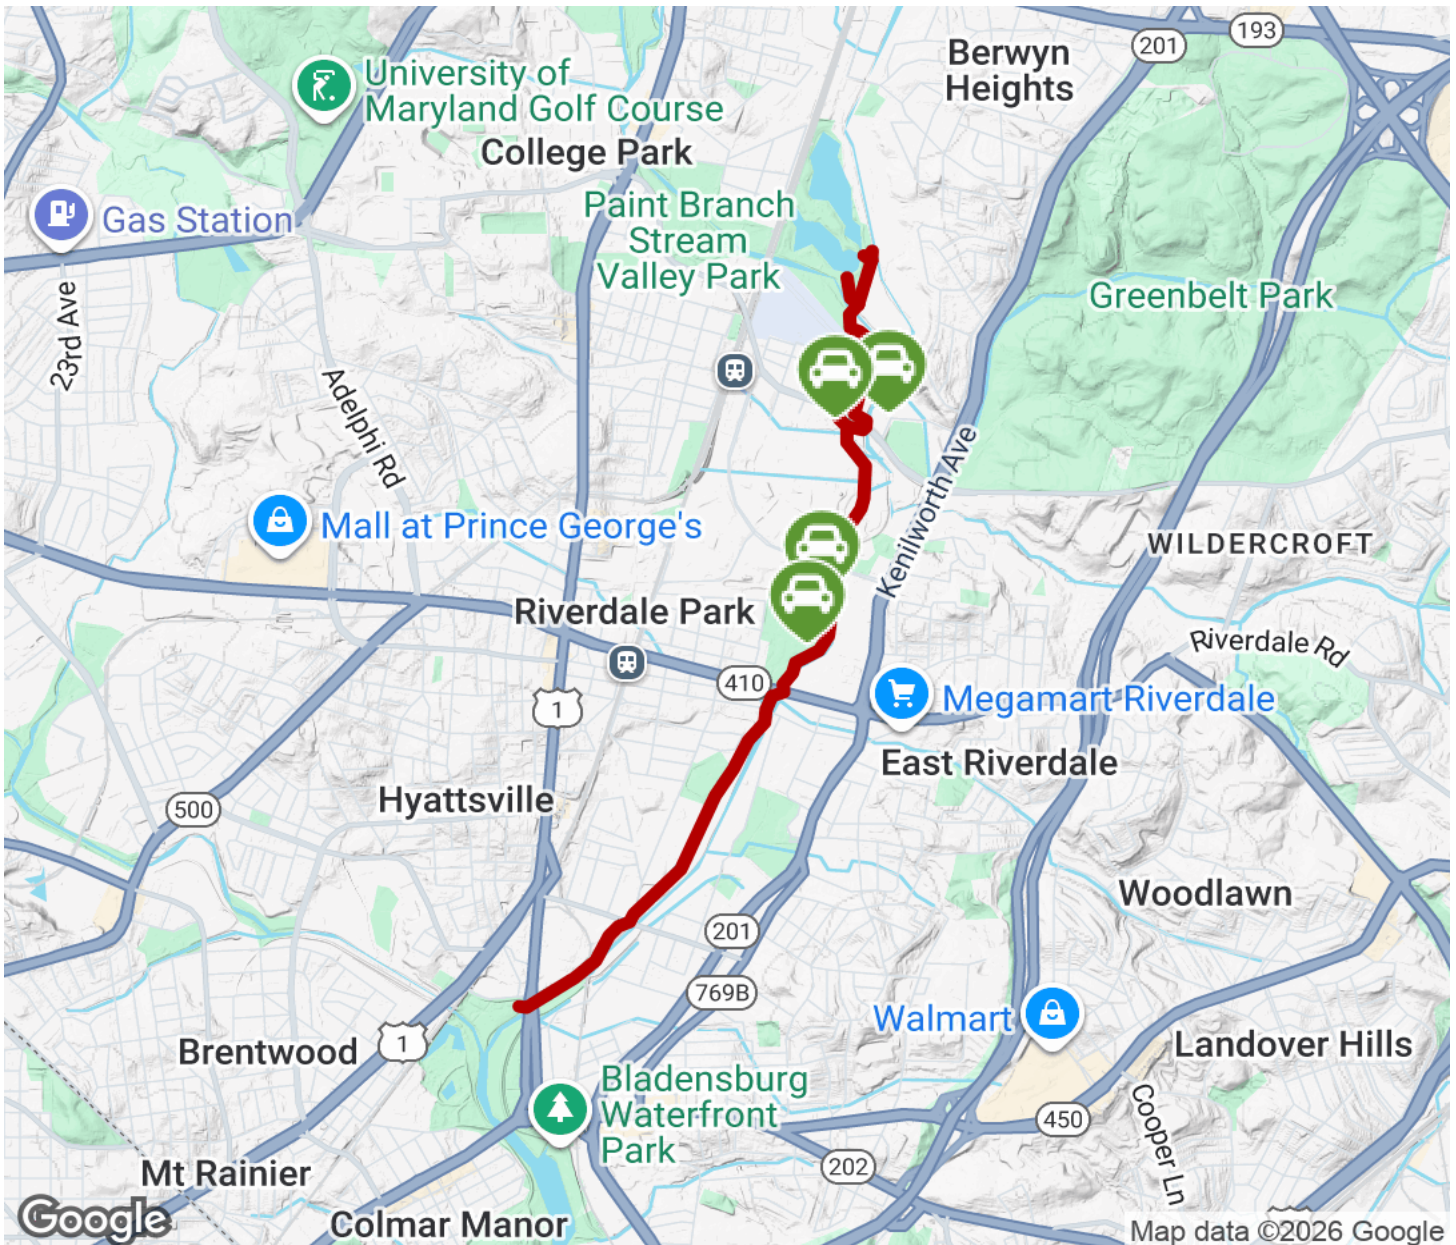 193
201
Berwyn
Heights
University of
Maryland Golf Course
College Park
Paint Branch
Stream
Valley Park
Gas Station
23rd Ave
Greenbelt Park
Adelphi Rd
Kenilworth Ave
Mall at Prince George's
WILDERCROFT
Riverdale Park
Riverdale Rd
410
1
Megamart Riverdale
East Riverdale
Hyattsville
500
Woodlawn
201
769B
Walmart
1
Brentwood
Landover Hills
Bladensburg
Waterfront
Park
450
Cooper Ln
202
Mt Rainier
Colmar Manor
Google
Map data ©2026 Google